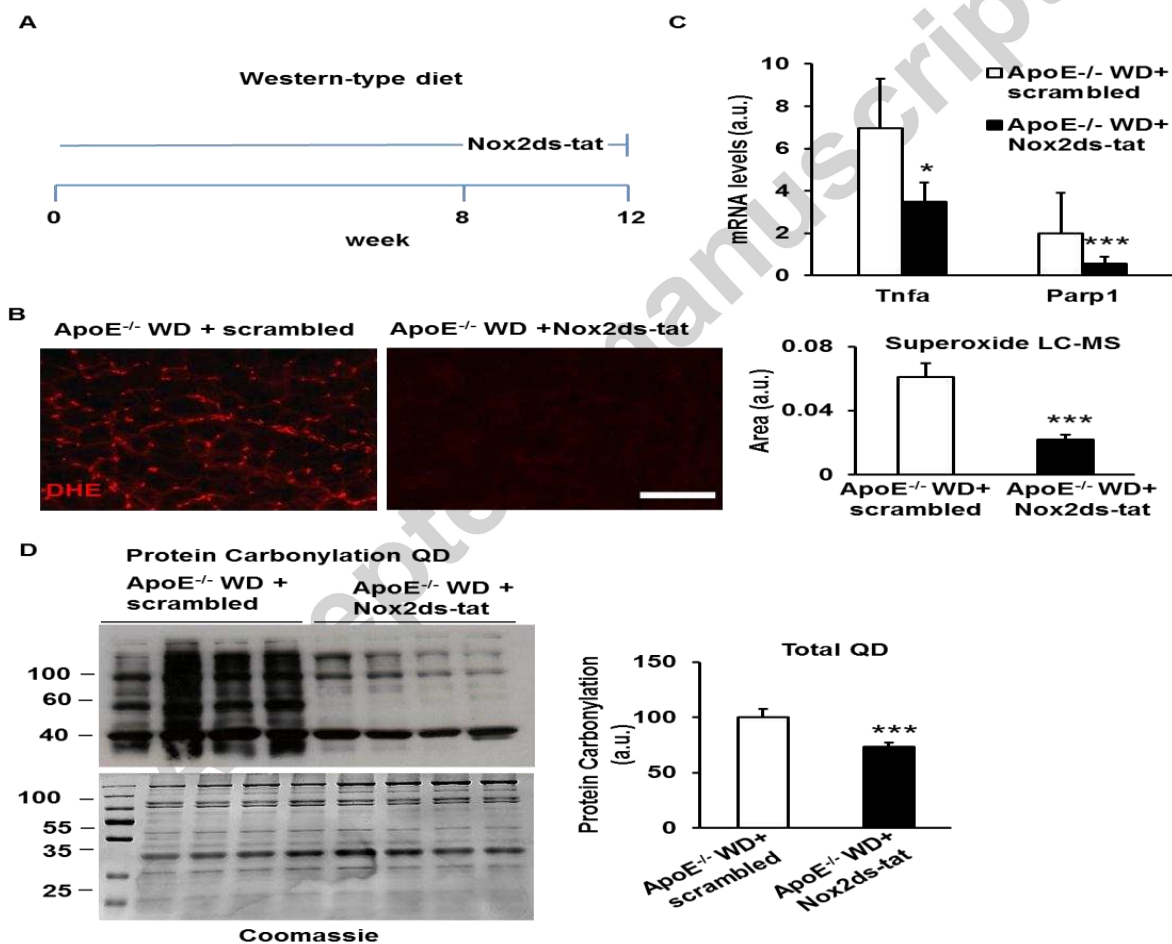 A
Western-type diet
Nox2ds-tat
0
8
12
week
C
10
8
6
4
2
0
mRNA levels (a.u.)
ApoE-/- WD+
scrambled
ApoE-/- WD+
Nox2ds-tat
*
***
Tnfa
Parp1
B
ApoE-/- WD + scrambled
ApoE-/- WD +Nox2ds-tat
DHE
Superoxide LC-MS
0.08
0.04
0
Area (a.u.)
***
ApoE-/- WD+
scrambled
ApoE-/- WD+
Nox2ds-tat
D
Protein Carbonylation QD
ApoE-/- WD +
scrambled
ApoE-/- WD +
Nox2ds-tat
100 –
60 –
40 –
100 –
55 –
35 –
25 –
Coomassie
Total QD
150
100
50
0
Protein Carbonylation
(a.u.)
***
ApoE-/- WD+
scrambled
ApoE-/- WD+
Nox2ds-tat
manuscript